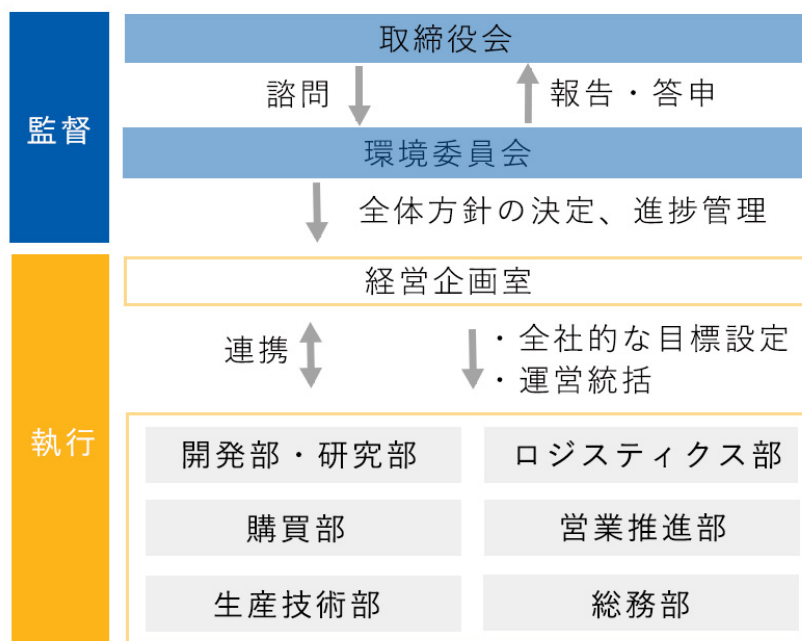 監督
取締役会
諮問
報告・答申
環境委員会
全体方針の決定、進捗管理
執行
経営企画室
連携
・全社的な目標設定
・運営統括
開発部・研究部
ロジスティクス部
購買部
営業推進部
生産技術部
総務部